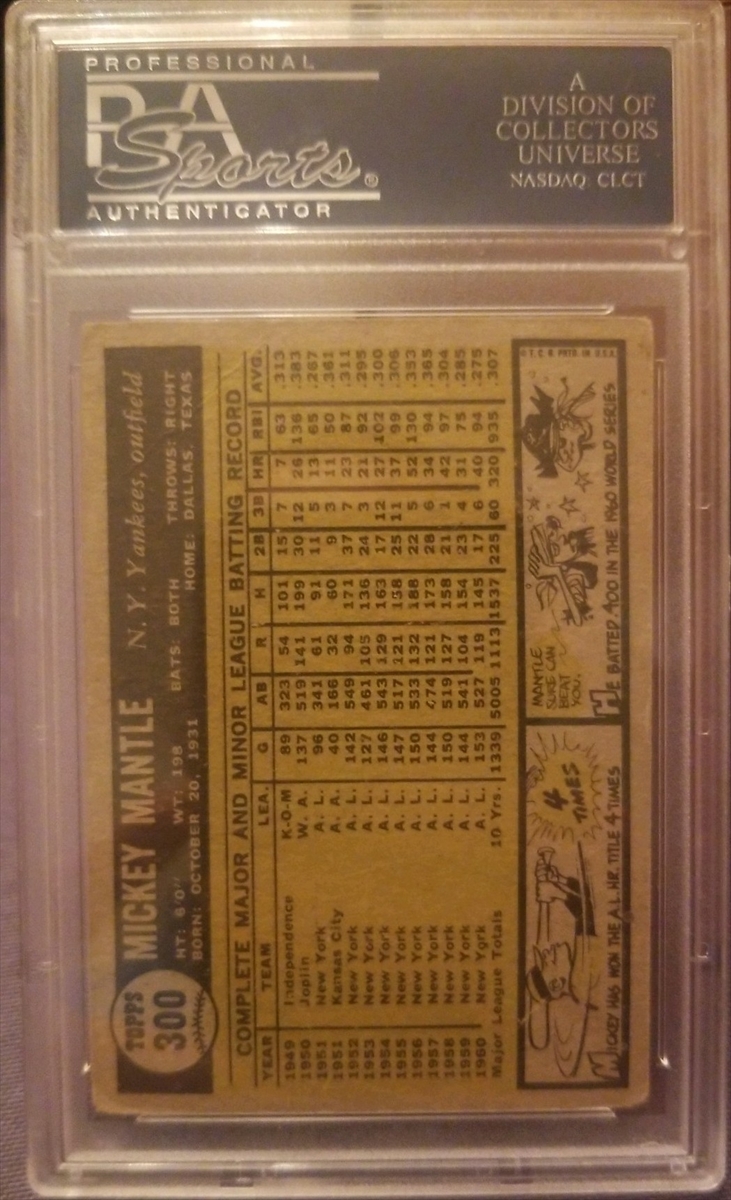 PROFESSIONAL
PSA
Sports®
AUTHENTICATOR
A
DIVISION OF
COLLECTORS
UNIVERSE
NASDAQ: CLCT
TOPPS
300
MICKEY MANTLE N. Y. Yankees, outfield
HT: 6'0" WT: 198 BATS: BOTH THROWS: RIGHT
BORN: OCTOBER 20, 1931 HOME: DALLAS, TEXAS
COMPLETE MAJOR AND MINOR LEAGUE BATTING RECORD
YEAR TEAM LEA. G AB R H 2B 3B HR RBI AVG.
1949 Independence K-O-M 89 323 54 101 15 7 7 63 .313
1950 Joplin W. A. 137 519 141 199 30 12 26 136 .383
1951 New York A. L. 96 341 61 91 11 5 13 65 .267
1951 Kansas City A. A. 40 166 32 60 9 3 11 50 .361
1952 New York A. L. 142 549 94 171 37 7 23 87 .311
1953 New York A. L. 127 461 105 136 24 3 21 92 .295
1954 New York A. L. 146 543 129 163 17 12 27 102 .300
1955 New York A. L. 147 517 121 158 25 11 37 99 .306
1956 New York A. L. 150 533 132 188 22 5 52 130 .353
1957 New York A. L. 144 474 121 173 28 6 34 94 .365
1958 New York A. L. 150 519 127 158 21 1 42 97 .304
1959 New York A. L. 144 541 104 154 23 4 31 75 .285
1960 New York A. L. 153 527 119 145 17 6 40 94 .275
Major League Totals 10 Yrs. 1339 5005 1113 1537 225 60 320 935 .307
4
TIMES
MICKEY HAS WON THE A.L. HR. TITLE 4 TIMES
© T. C. G. PRTD. IN U.S.A.
MANTLE
SURE CAN
BEAT
YOU.
HE BATTED .400 IN THE 1960 WORLD SERIES